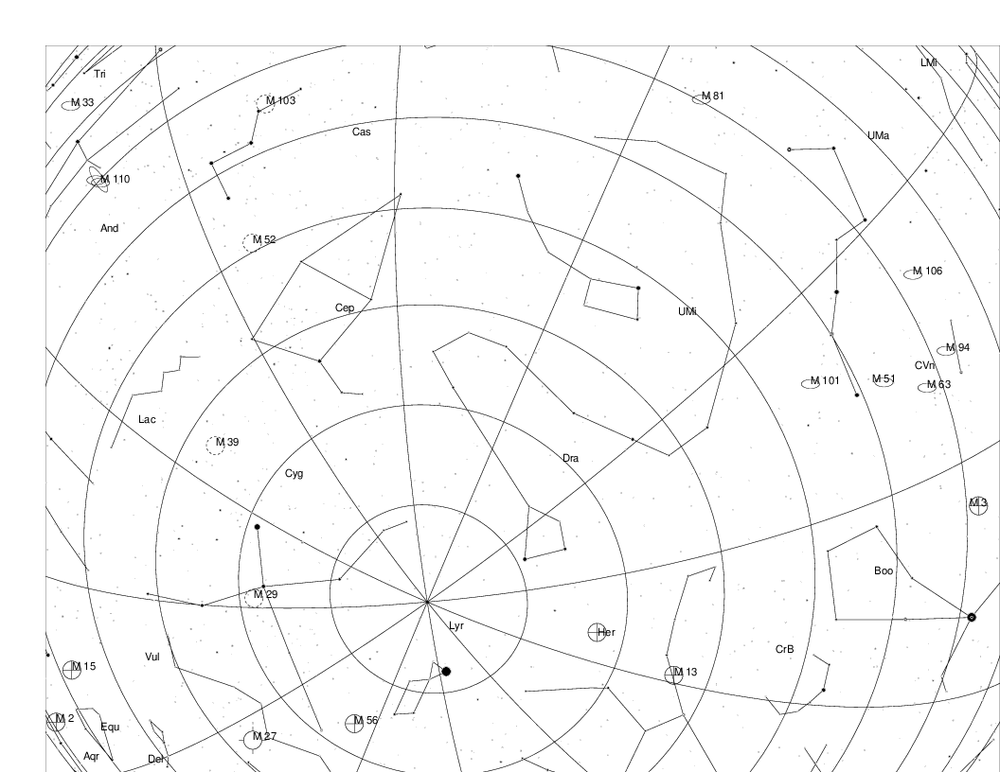 LMi
Tri
M 81
M 103
M 33
Cas
UMa
M 110
And
M 52
M 106
Cep
UMi
M 94
CVn
M 101
M 51
M 63
Lac
M 39
Dra
Cyg
M 3
Boo
M 29
Lyr
Her
CrB
Vul
M 15
M 13
M 2
Equ
M 56
M 27
Aqr
Del